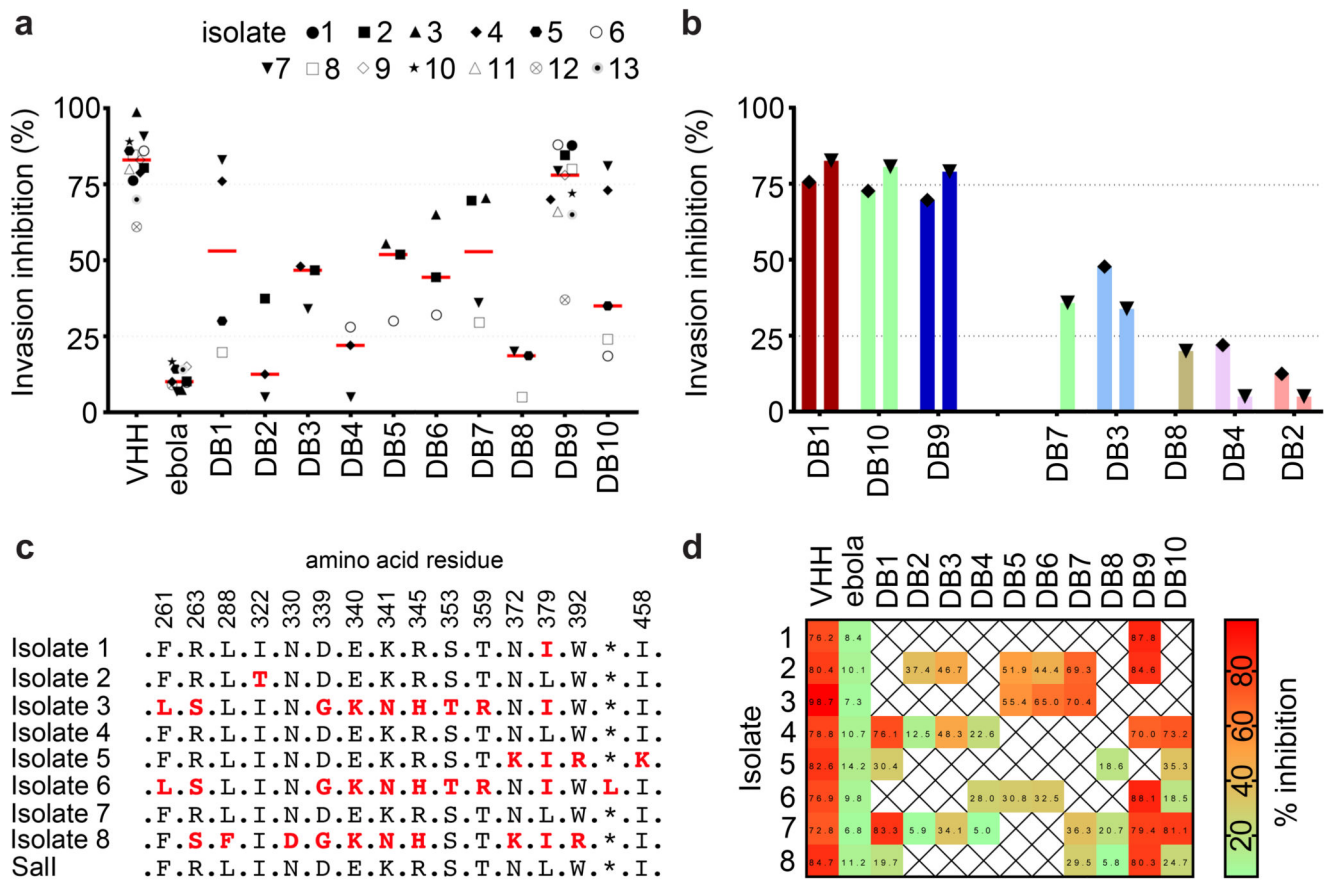 a
isolate 1 2 3 4 5 6
7 8 9 10 11 12 13
Invasion inhibition (%)
100
75
50
25
0
VHH
ebola
DB1
DB2
DB3
DB4
DB5
DB6
DB7
DB8
DB9
DB10
b
Invasion inhibition (%)
100
75
50
25
0
DB1
DB10
DB9
DB7
DB3
DB8
DB4
DB2
c
amino acid residue
261 263 288 322 330 339 340 341 345 353 359 372 379 392 458
Isolate 1 .F.R.L.I.N.D.E.K.R.S.T.N.I.W.*.I.
Isolate 2 .F.R.L.T.N.D.E.K.R.S.T.N.L.W.*.I.
Isolate 3 .L.S.L.I.N.G.K.N.H.T.R.N.I.W.*.I.
Isolate 4 .F.R.L.I.N.D.E.K.R.S.T.N.L.W.*.I.
Isolate 5 .F.R.L.I.N.D.E.K.R.S.T.K.I.R.*.K.
Isolate 6 .L.S.L.I.N.G.K.N.H.T.R.N.I.W.L.I.
Isolate 7 .F.R.L.I.N.D.E.K.R.S.T.N.L.W.*.I.
Isolate 8 .F.S.F.I.D.G.K.N.H.S.T.K.I.R.*.I.
SalI .F.R.L.I.N.D.E.K.R.S.T.N.L.W.*.I.
d
VHH ebola DB1 DB2 DB3 DB4 DB5 DB6 DB7 DB8 DB9 DB10
Isolate
1 76.2 8.4 87.8
2 80.4 10.1 37.4 46.7 51.9 44.4 69.3 84.6
3 98.7 7.3 55.4 65.0 70.4
4 78.8 10.7 76.1 12.5 48.3 22.6 70.0 73.2
5 82.6 14.2 30.4 18.6 35.3
6 76.9 9.8 28.0 30.8 32.5 88.1 18.5
7 72.8 6.8 83.3 5.9 34.1 5.0 36.3 20.7 79.4 81.1
8 84.7 11.2 19.7 29.5 5.8 80.3 24.7
80
60
40
20
% inhibition